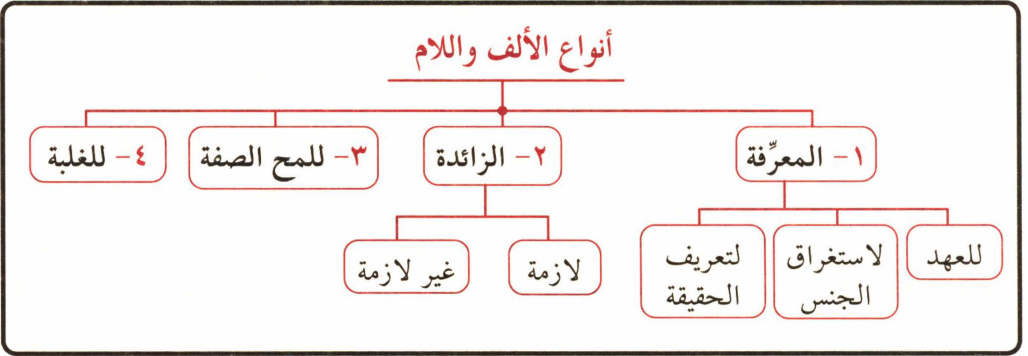 أنواع الألف واللام
١- المعرِّفة
٢- الزائدة
٣- للمح الصفة
٤- للغلبة
للعهد
لاستغراق
الجنس
لتعريف
الحقيقة
لازمة
غير لازمة